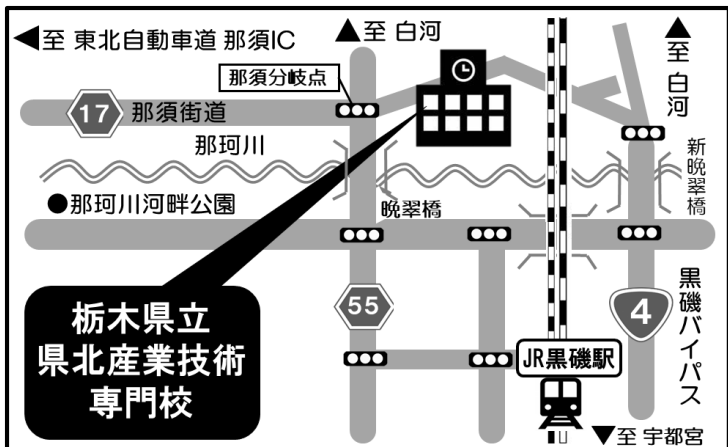 ◀至 東北自動車道 那須IC
▲至 白河
▲至 白河
那須分岐点
17 那須街道
那珂川
新晩翠橋
●那珂川河畔公園
晩翠橋
栃木県立
県北産業技術
専門校
55
4
黒磯バイパス
JR黒磯駅
▼至 宇都宮